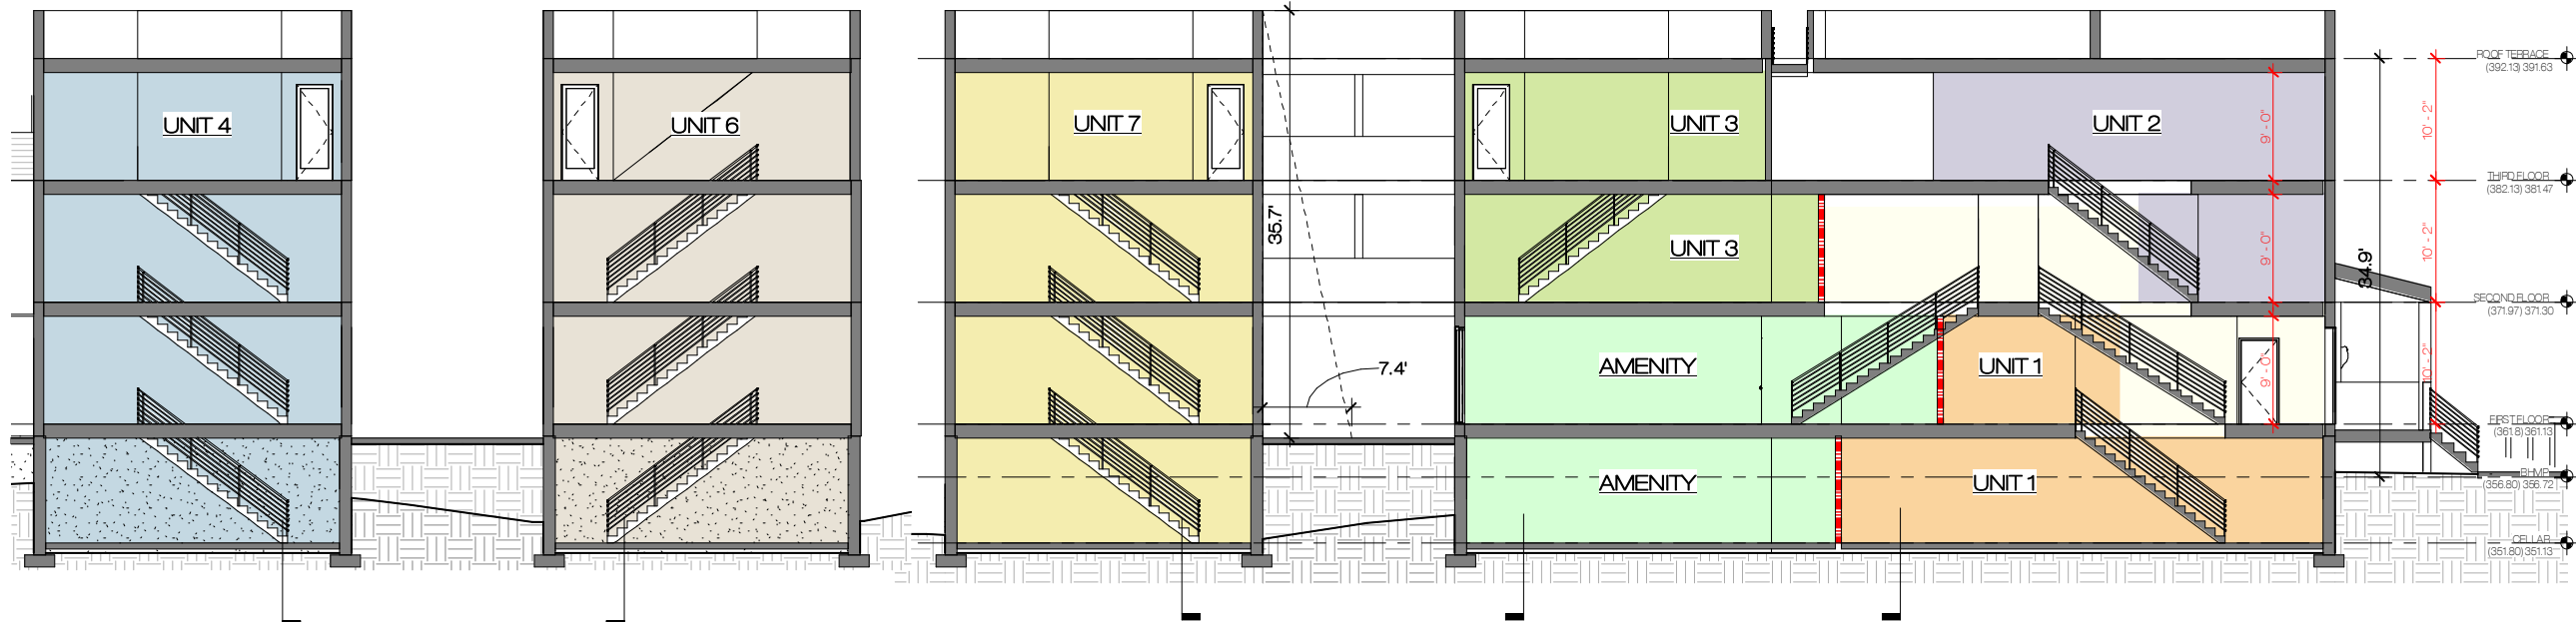 UNIT 4
UNIT 6
UNIT 7
UNIT 3
UNIT 2
ROOF TERRACE
(392.13) 391.63
9' - 0"
10' - 2"
THIRD FLOOR
(382.13) 381.47
35.7'
UNIT 3
9' - 0"
10' - 2"
34.9'
SECOND FLOOR
(371.97) 371.30
7.4'
AMENITY
UNIT 1
9' - 0"
10' - 2"
FIRST FLOOR
(361.8) 361.13
AMENITY
UNIT 1
BHMP
(356.80) 356.72
CELLAR
(351.80) 351.13